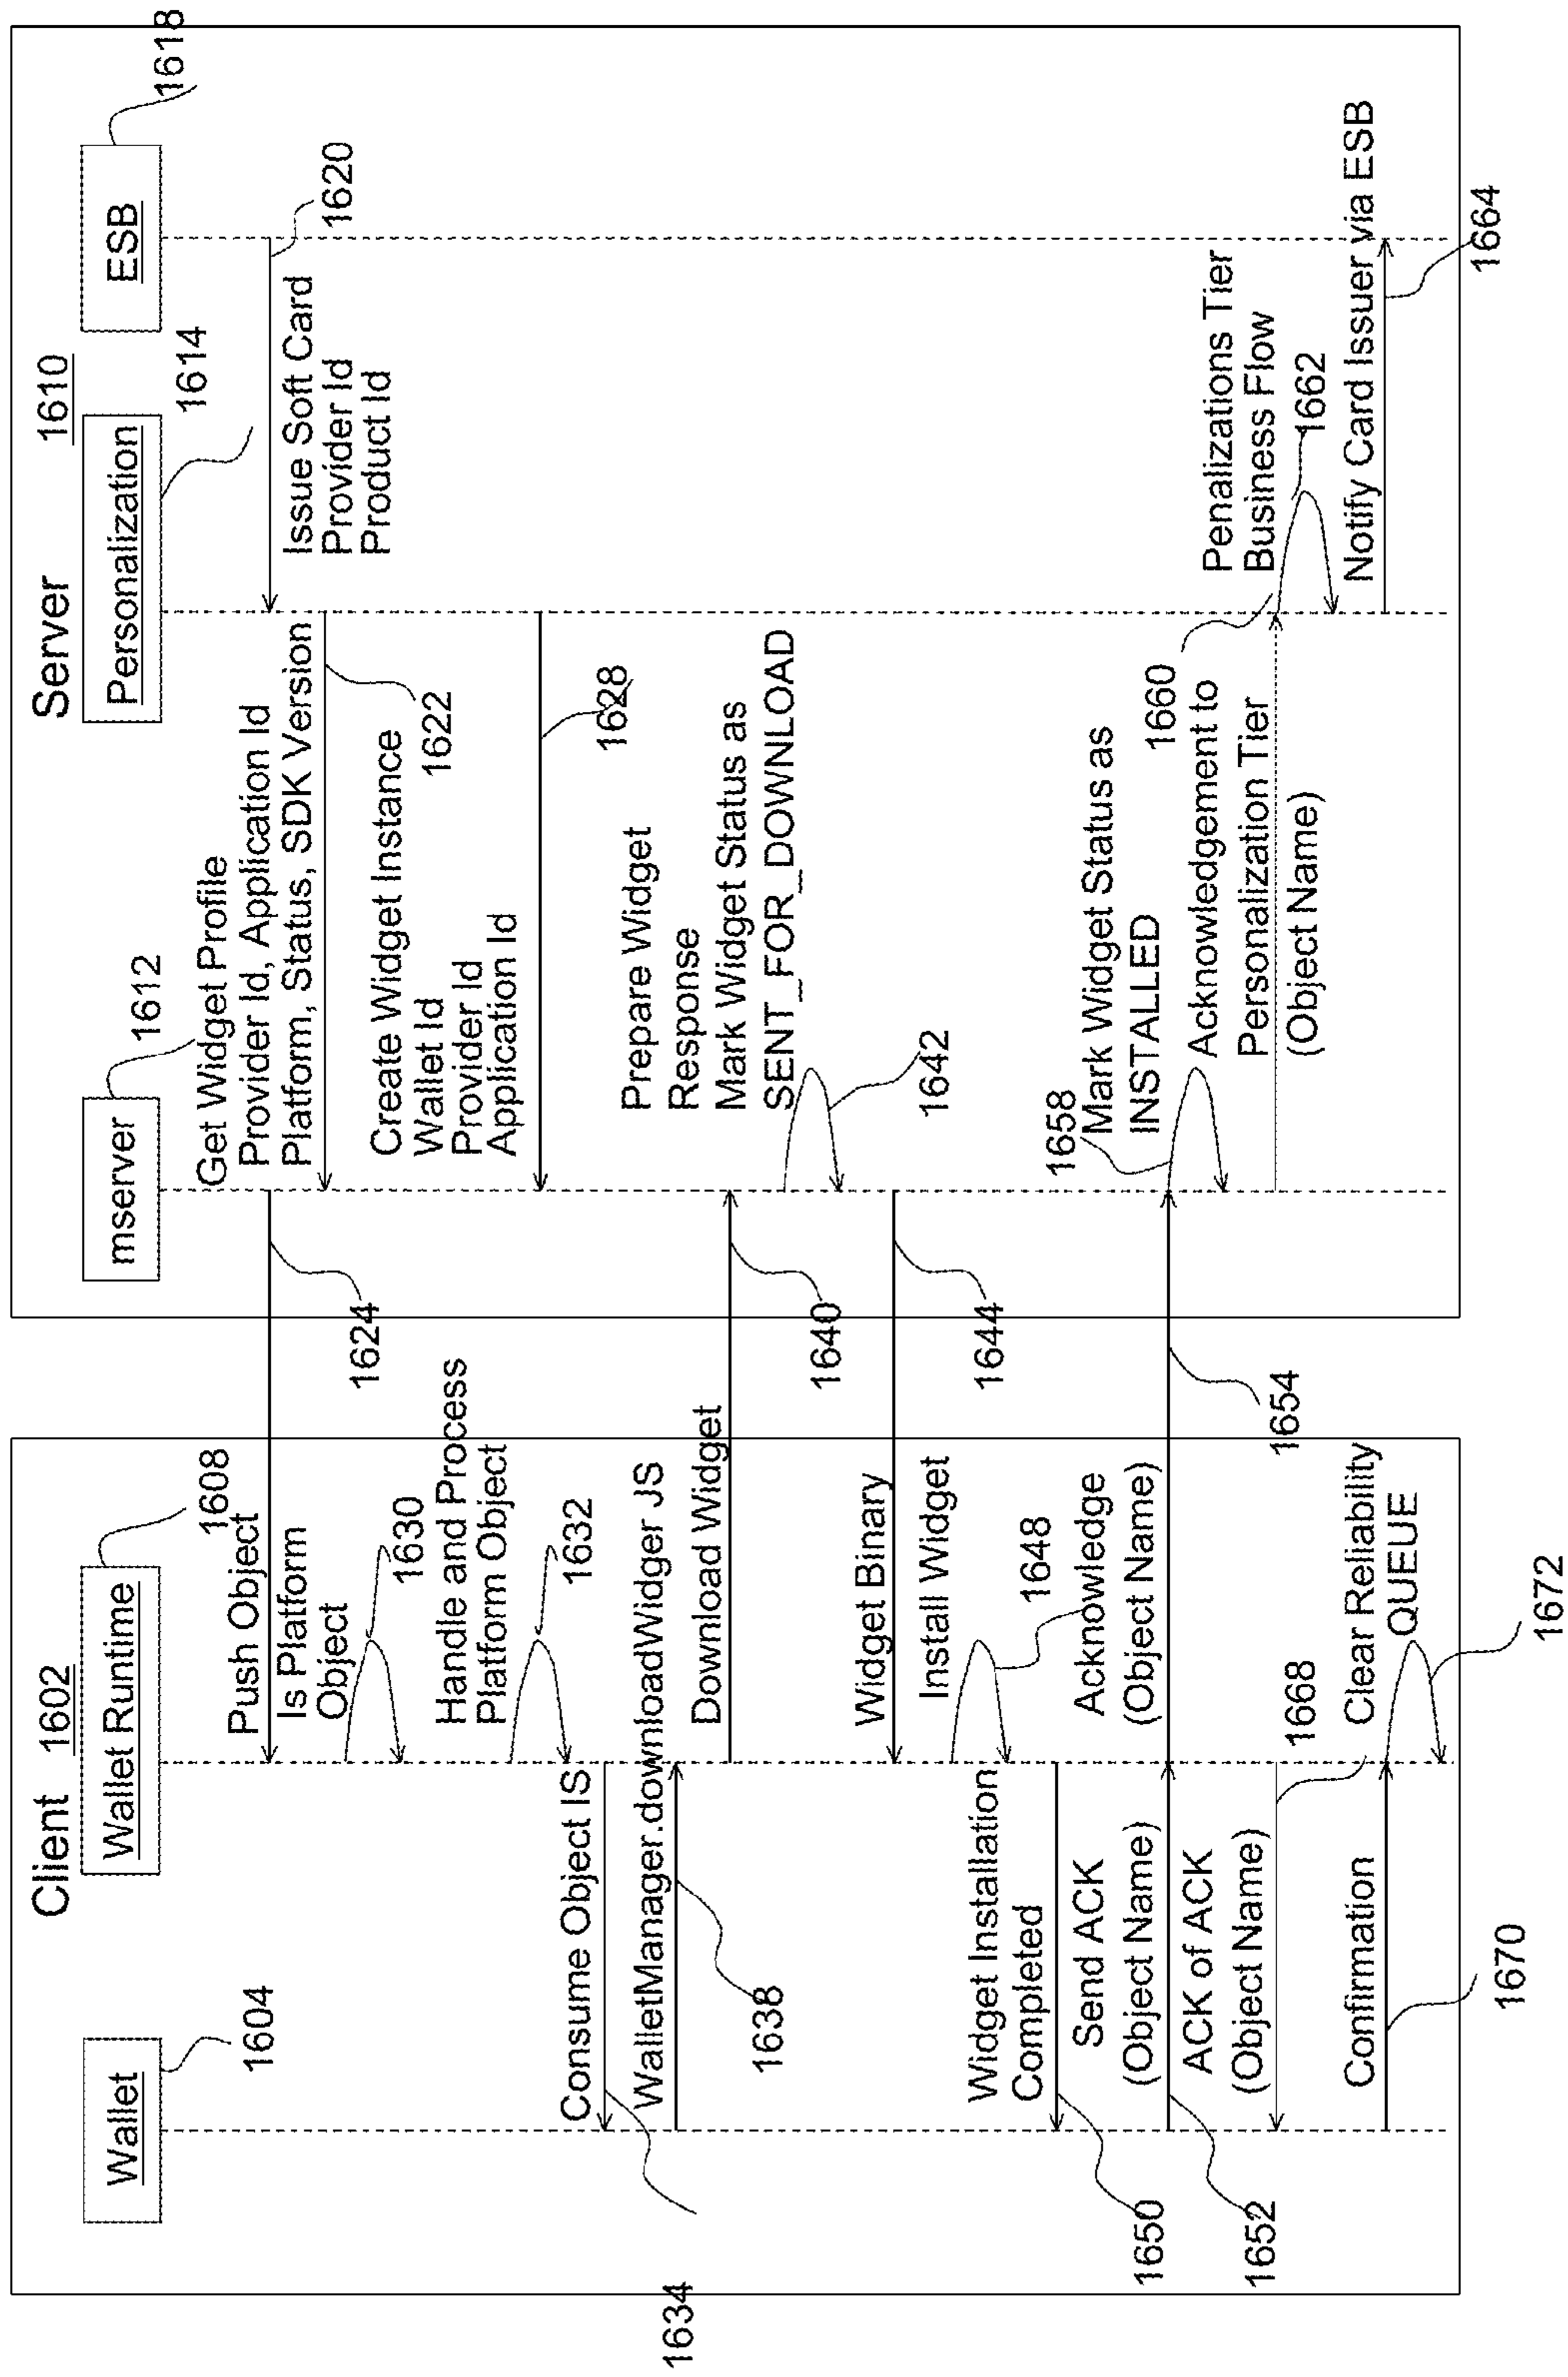 Client 1602
Server 1610
Wallet
1604
Wallet Runtime
1608
mserver
1612
Personalization
1614
ESB
1618
1620
Issue Soft Card
Provider Id
Product Id
Get Widget Profile
Provider Id, Application Id
Platform, Status, SDK Version
1622
Push Object
1624
Is Platform
Object
1630
Create Widget Instance
Wallet Id
Provider Id
Application Id
1628
Handle and Process
Platform Object
1632
Consume Object IS
1634
WalletManager.downloadWidger JS
1638
Download Widget
1640
Prepare Widget
Response
Mark Widget Status as
SENT_FOR_DOWNLOAD
1642
Widget Binary
1644
Install Widget
1648
Widget Installation
Completed
1650
Send ACK
(Object Name)
1652
Acknowledge
(Object Name)
1654
1658
Mark Widget Status as
INSTALLED
1660
Acknowledgement to
Personalization Tier
(Object Name)
Penalizations Tier
Business Flow
1662
Notify Card Issuer via ESB
1664
ACK of ACK
(Object Name)
1668
Confirmation
1670
Clear Reliability
QUEUE
1672